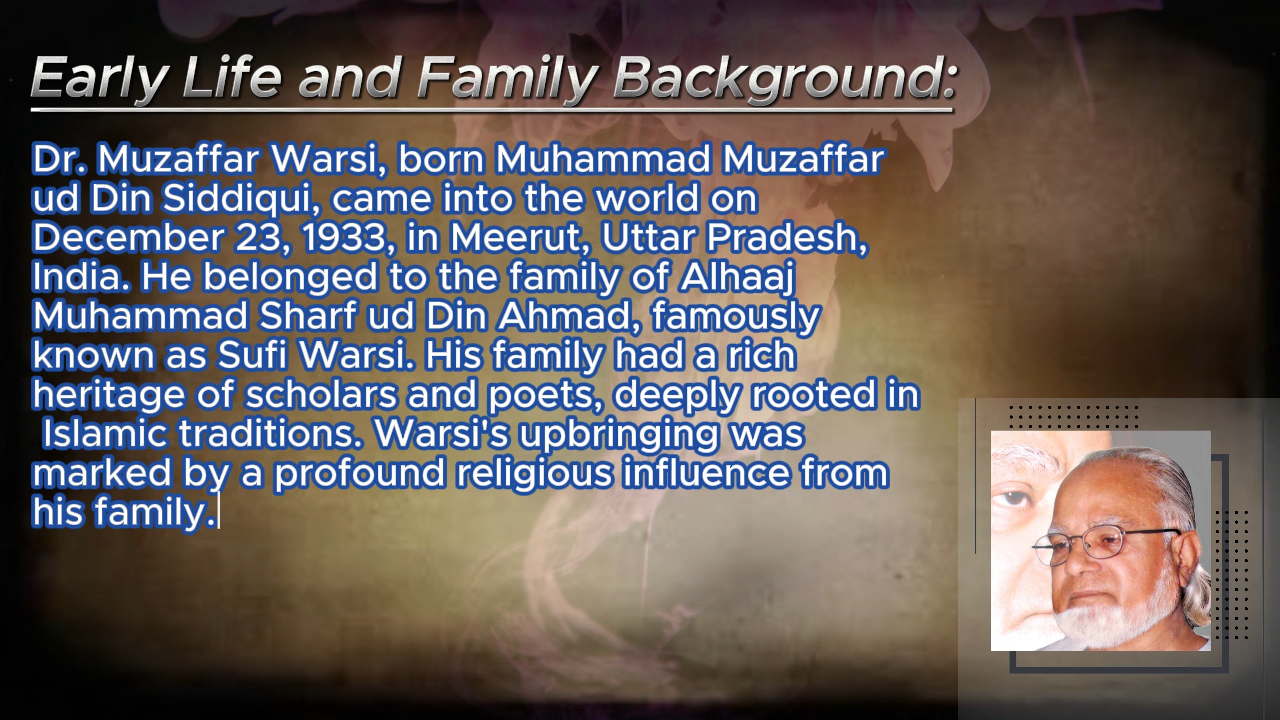 Early Life and Family Background:
Dr. Muzaffar Warsi, born Muhammad Muzaffar
ud Din Siddiqui, came into the world on
December 23, 1933, in Meerut, Uttar Pradesh,
India. He belonged to the family of Alhaaj
Muhammad Sharf ud Din Ahmad, famously
known as Sufi Warsi. His family had a rich
heritage of scholars and poets, deeply rooted in
Islamic traditions. Warsi's upbringing was
marked by a profound religious influence from
his family.